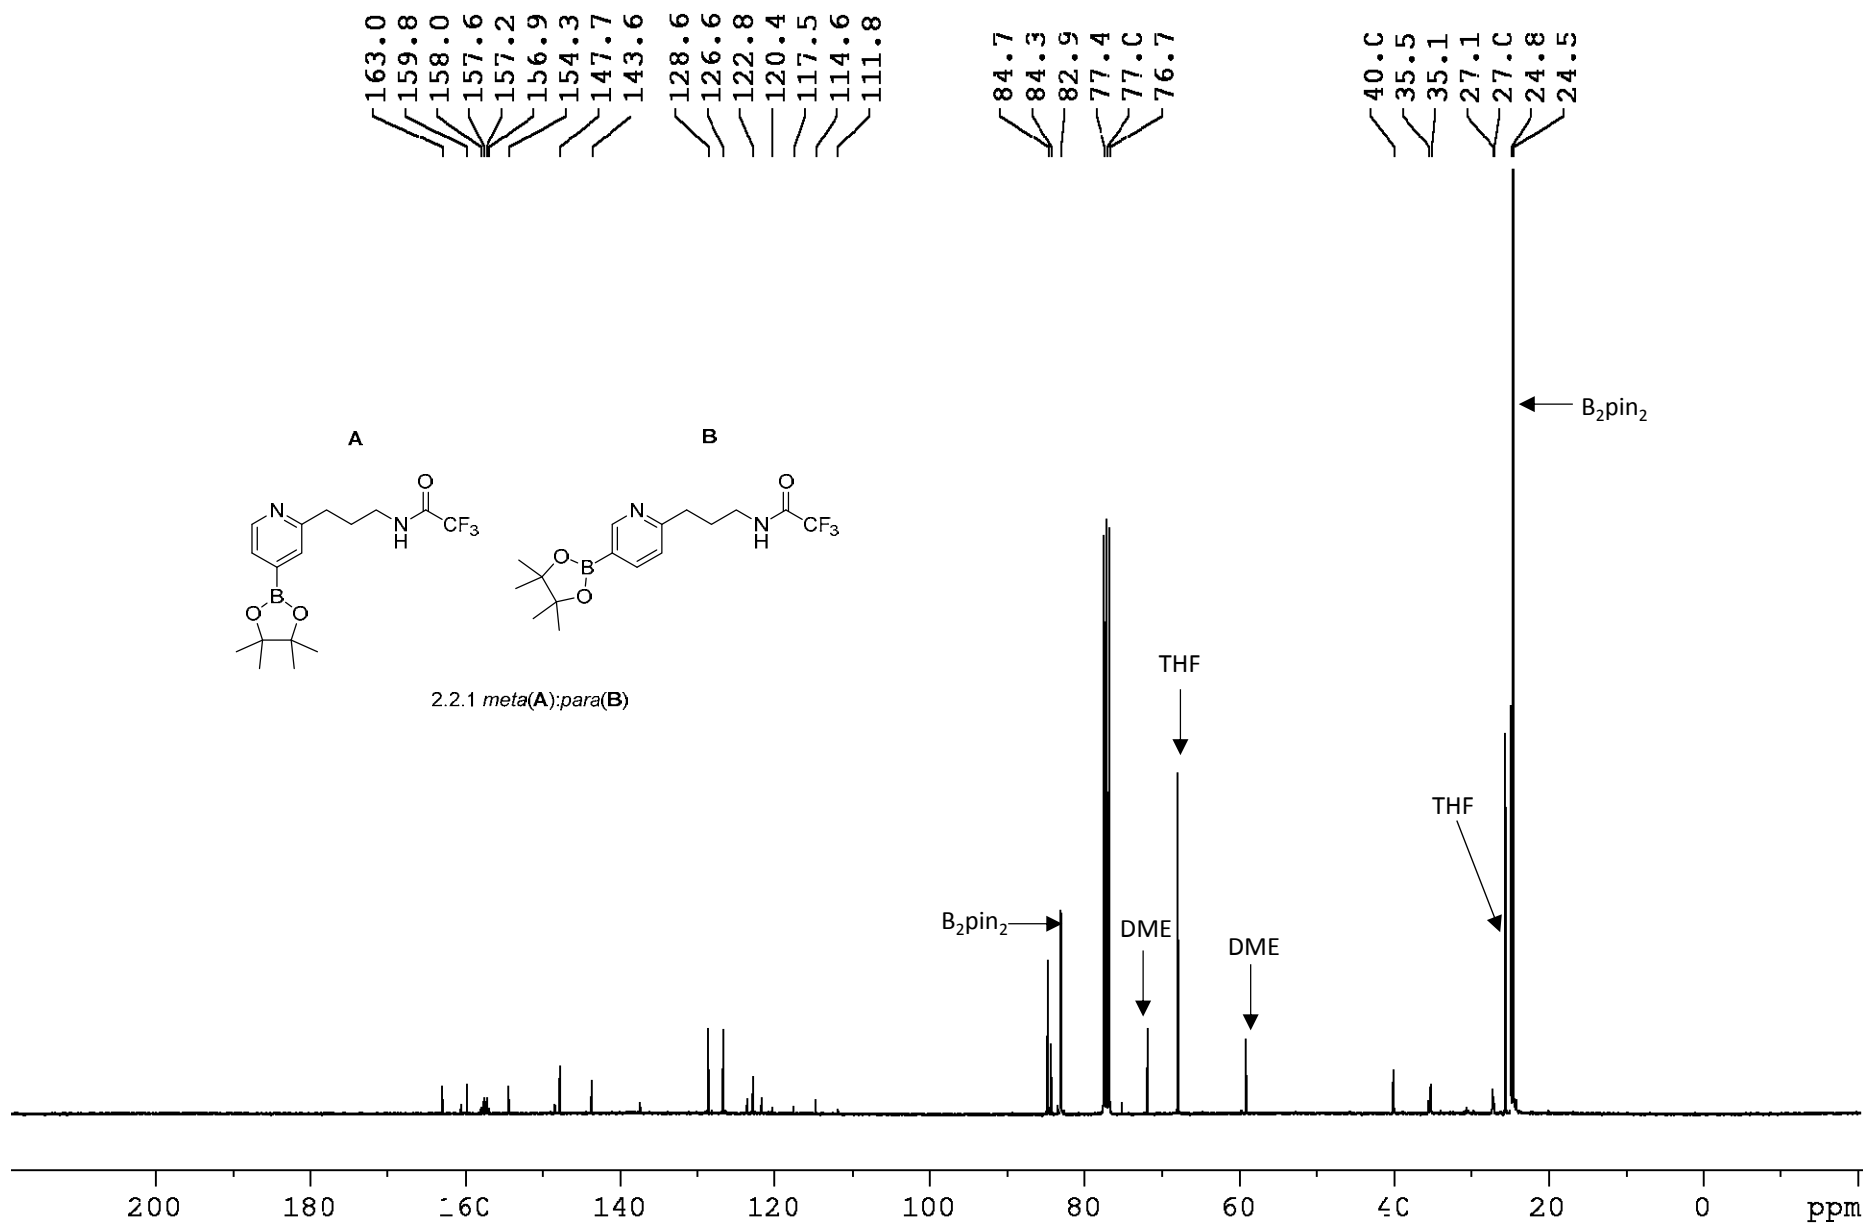 163.0
159.8
158.0
157.6
157.2
156.9
154.3
147.7
143.6
128.6
126.6
122.8
120.4
117.5
114.6
111.8
84.7
84.3
82.9
77.4
77.C
76.7
40.C
35.5
35.1
27.1
27.C
24.8
24.5
B₂pin₂
A
B
O
N
N
H
CF₃
B
O
O
O
N
N
H
CF₃
O
B
O
2.2.1 meta(A):para(B)
THF
THF
B₂pin₂
DME
DME
200 180 160 140 120 100 80 60 40 20 0 ppm